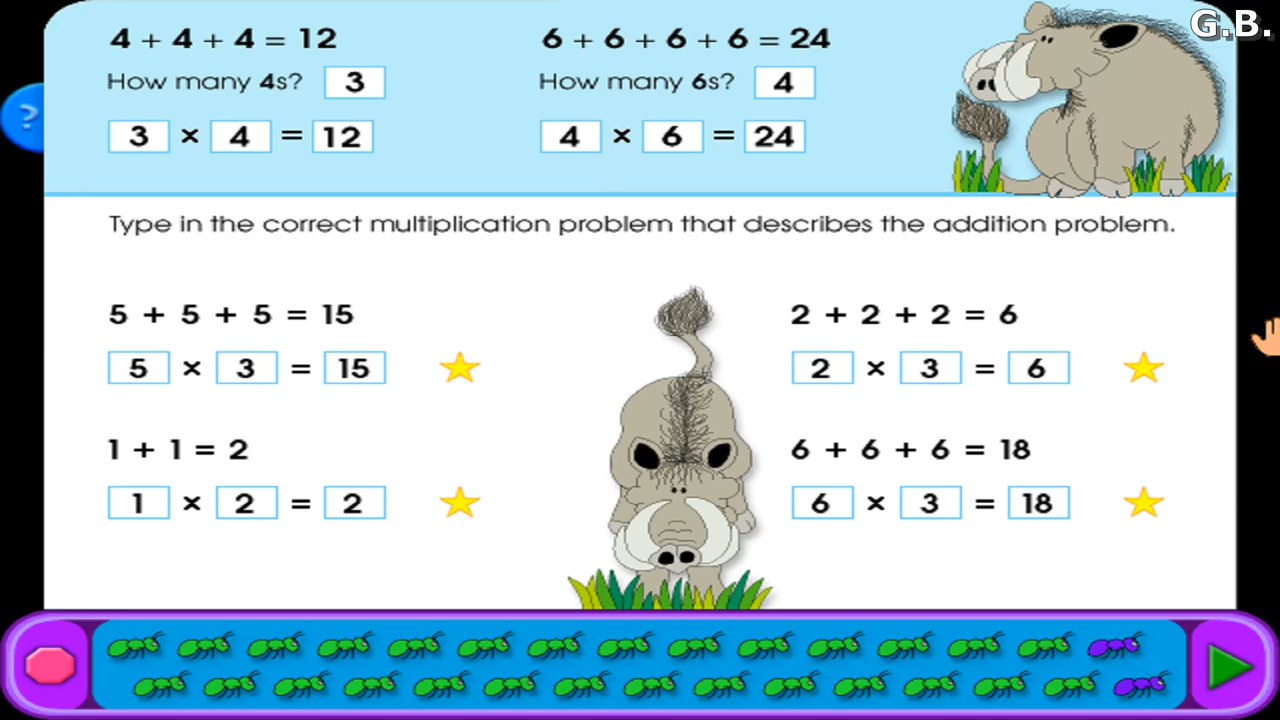 G.B.
4 + 4 + 4 = 12
How many 4s? 3
3 × 4 = 12
6 + 6 + 6 + 6 = 24
How many 6s? 4
4 × 6 = 24
?
Type in the correct multiplication problem that describes the addition problem.
5 + 5 + 5 = 15
5 × 3 = 15
2 + 2 + 2 = 6
2 × 3 = 6
1 + 1 = 2
1 × 2 = 2
6 + 6 + 6 = 18
6 × 3 = 18